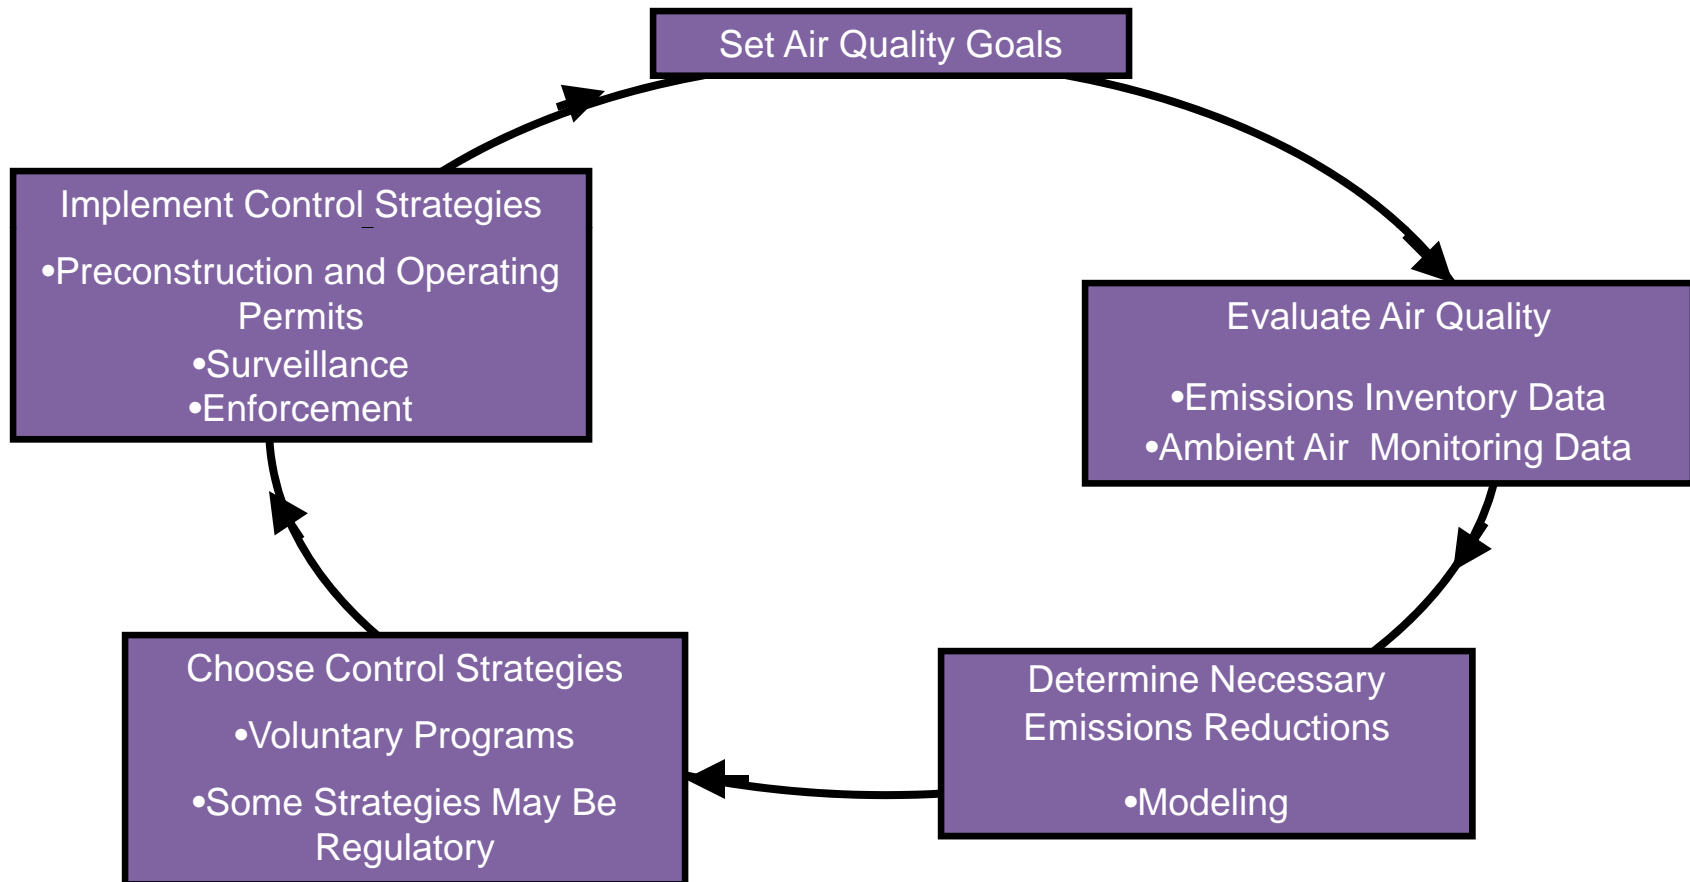 Set Air Quality Goals
Implement Control Strategies
•Preconstruction and Operating
Permits
•Surveillance
•Enforcement
Evaluate Air Quality
•Emissions Inventory Data
•Ambient Air  Monitoring Data
Choose Control Strategies
•Voluntary Programs
•Some Strategies May Be
Regulatory
Determine Necessary
Emissions Reductions
•Modeling